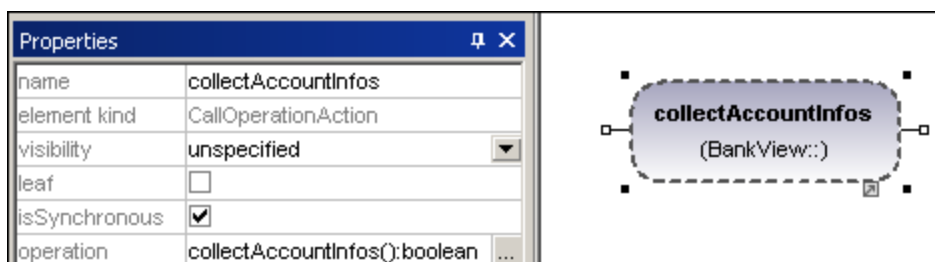 Properties
name collectAccountInfos
element kind CallOperationAction
visibility unspecified
leaf
isSynchronous
operation collectAccountInfos():boolean ...
collectAccountInfos
(BankView::)